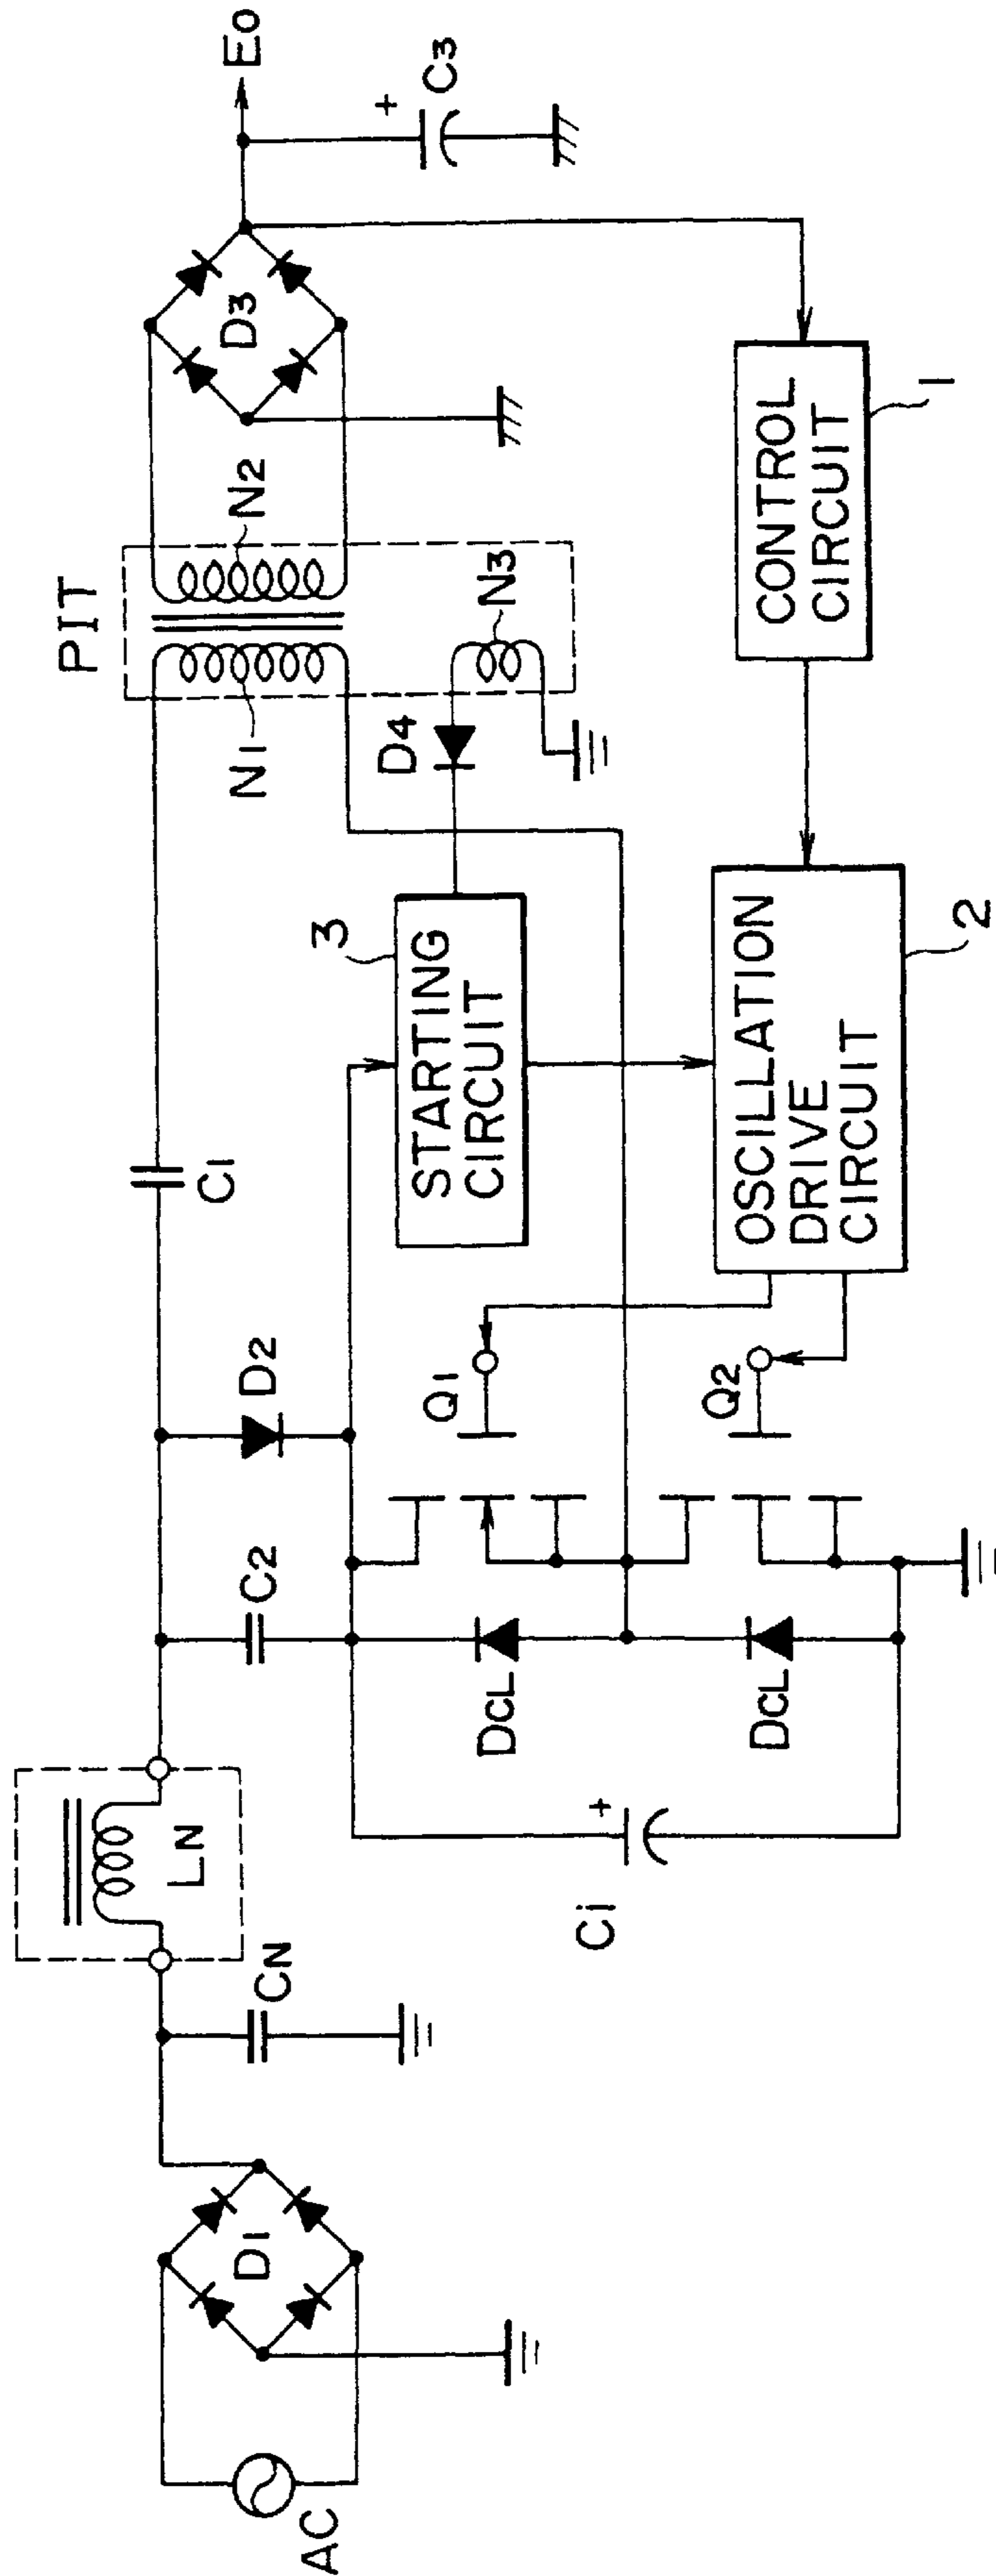 AC
D1
CN
LN
C2
D2
C1
Ci
+
DCL
DCL
Q1
Q2
3
STARTING
CIRCUIT
OSCILLATION
DRIVE
CIRCUIT
2
D4
PIT
N1
N2
N3
D3
CONTROL
CIRCUIT
1
+
C3
EO